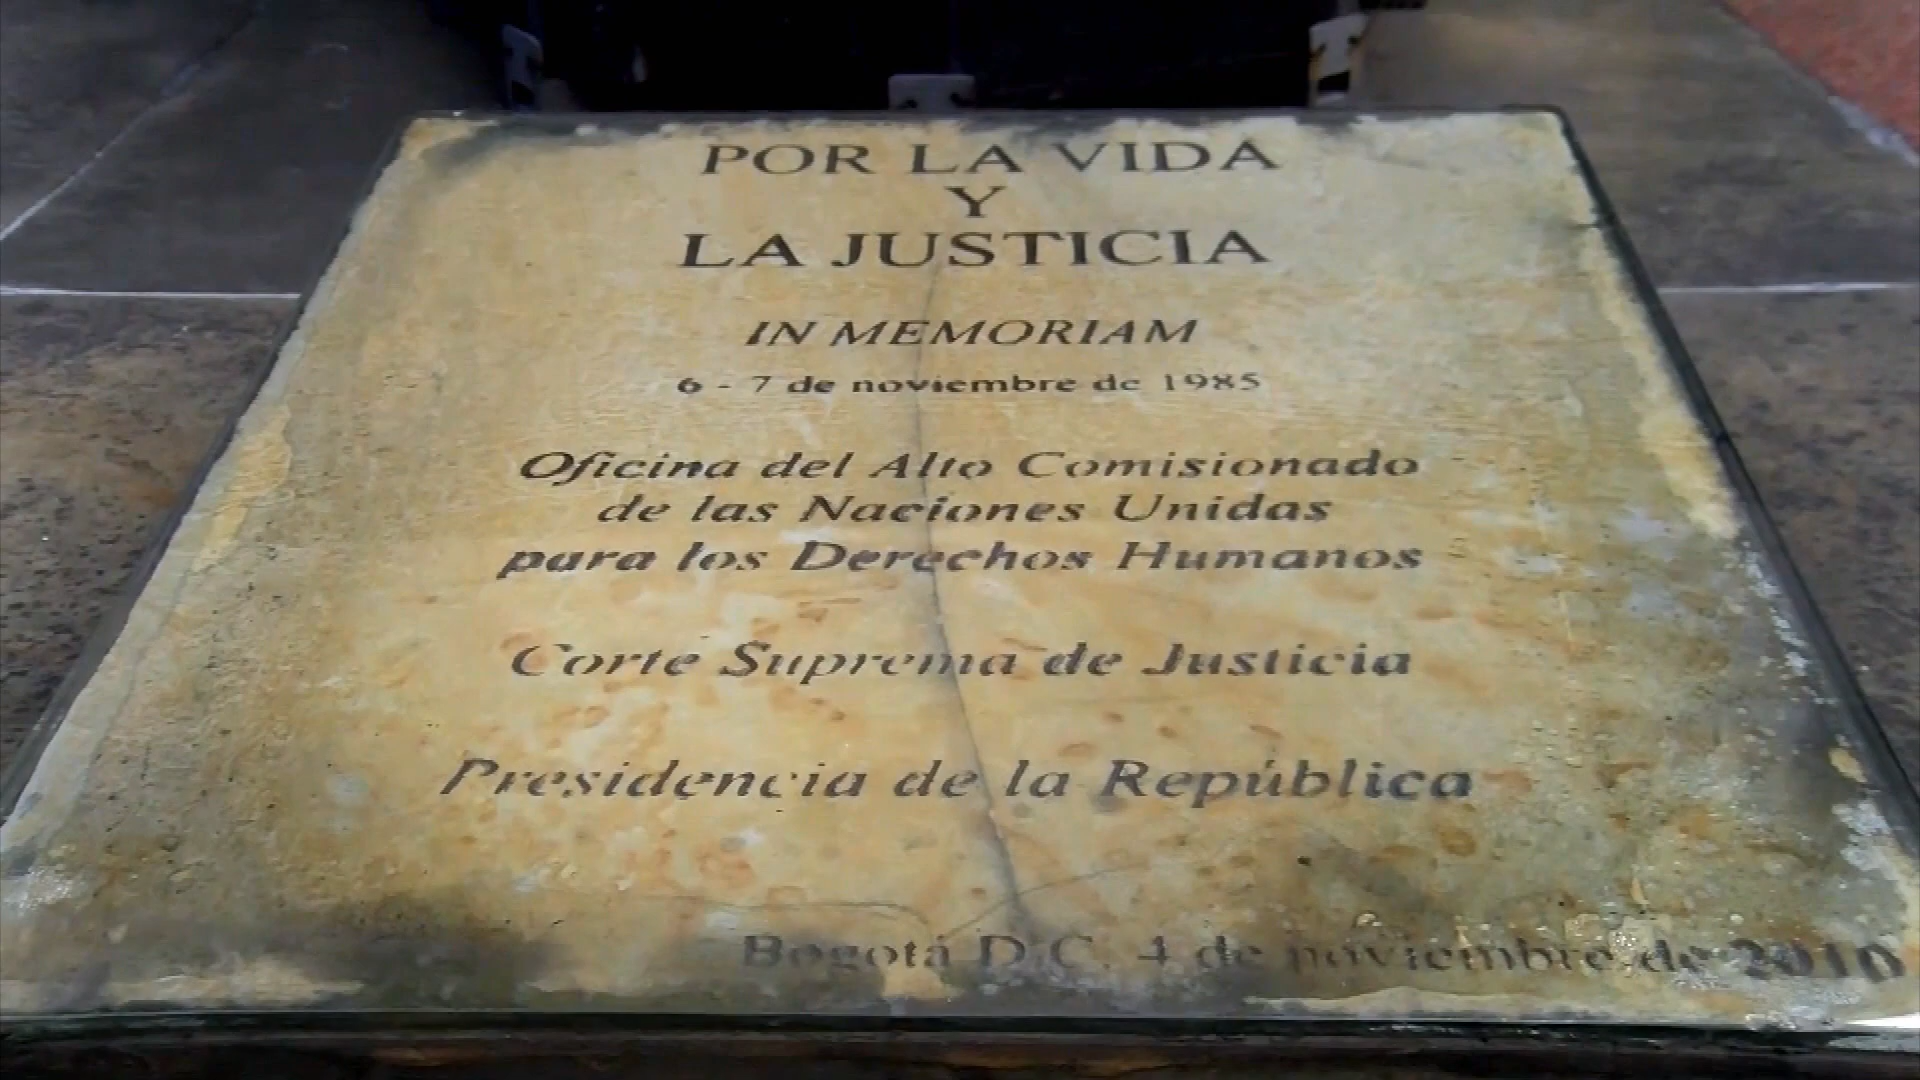 POR LA VIDA
Y
LA JUSTICIA
IN MEMORIAM
6 - 7 de noviembre de 1985
Oficina del Alto Comisionado
de las Naciones Unidas
para los Derechos Humanos
Corte Suprema de Justicia
Presidencia de la República
Bogotá D.C. 4 de noviembre de 2010